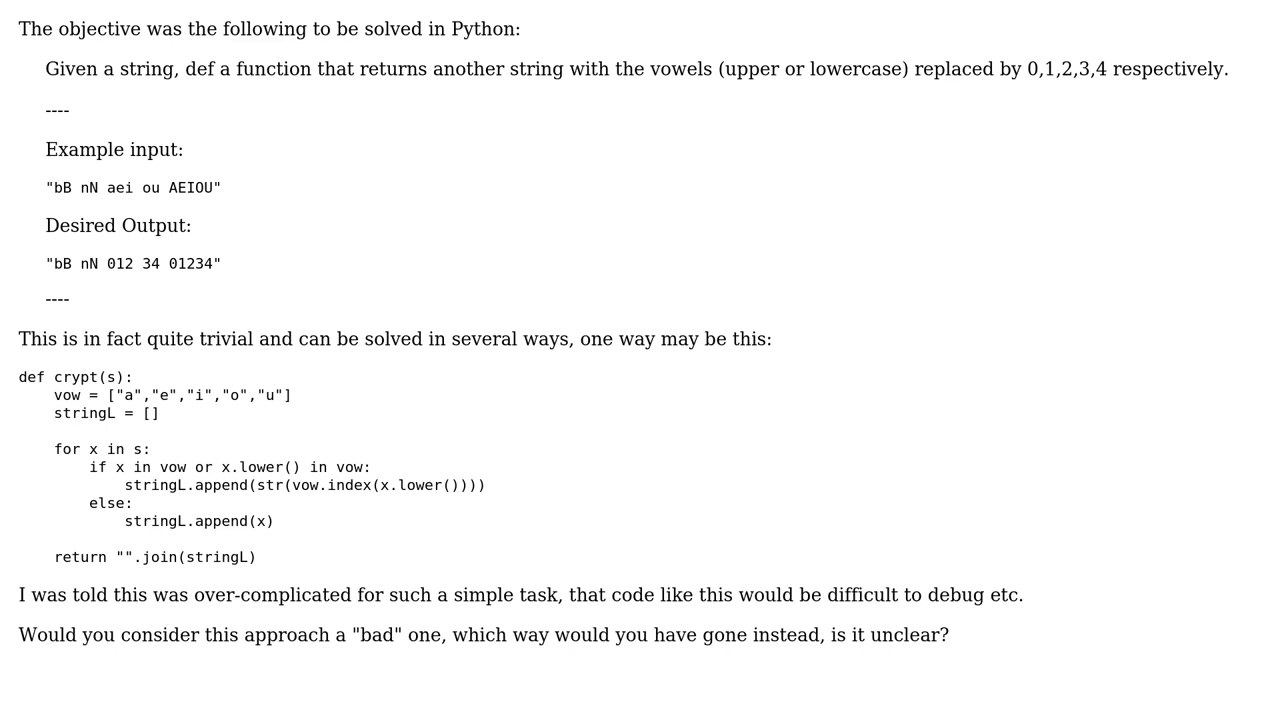 The objective was the following to be solved in Python:
Given a string, def a function that returns another string with the vowels (upper or lowercase) replaced by 0,1,2,3,4 respectively.
----
Example input:
"bB nN aei ou AEIOU"
Desired Output:
"bB nN 012 34 01234"
----
This is in fact quite trivial and can be solved in several ways, one way may be this:
def crypt(s):
    vow = ["a","e","i","o","u"]
    stringL = []
    for x in s:
        if x in vow or x.lower() in vow:
            stringL.append(str(vow.index(x.lower())))
        else:
            stringL.append(x)
    return "".join(stringL)
I was told this was over-complicated for such a simple task, that code like this would be difficult to debug etc.
Would you consider this approach a "bad" one, which way would you have gone instead, is it unclear?